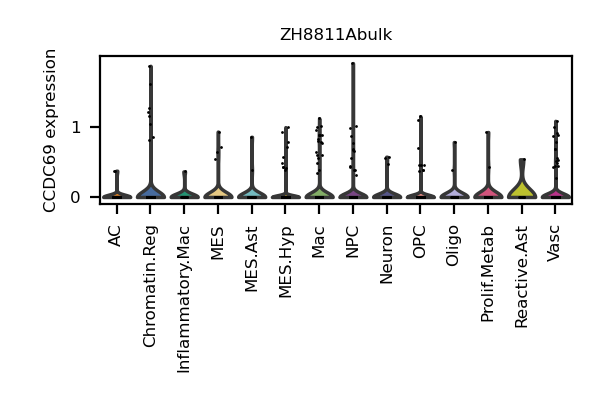 ZH8811Abulk
CCDC69 expression
1
0
AC
Chromatin.Reg
Inflammatory.Mac
MES
MES.Ast
MES.Hyp
Mac
NPC
Neuron
OPC
Oligo
Prolif.Metab
Reactive.Ast
Vasc